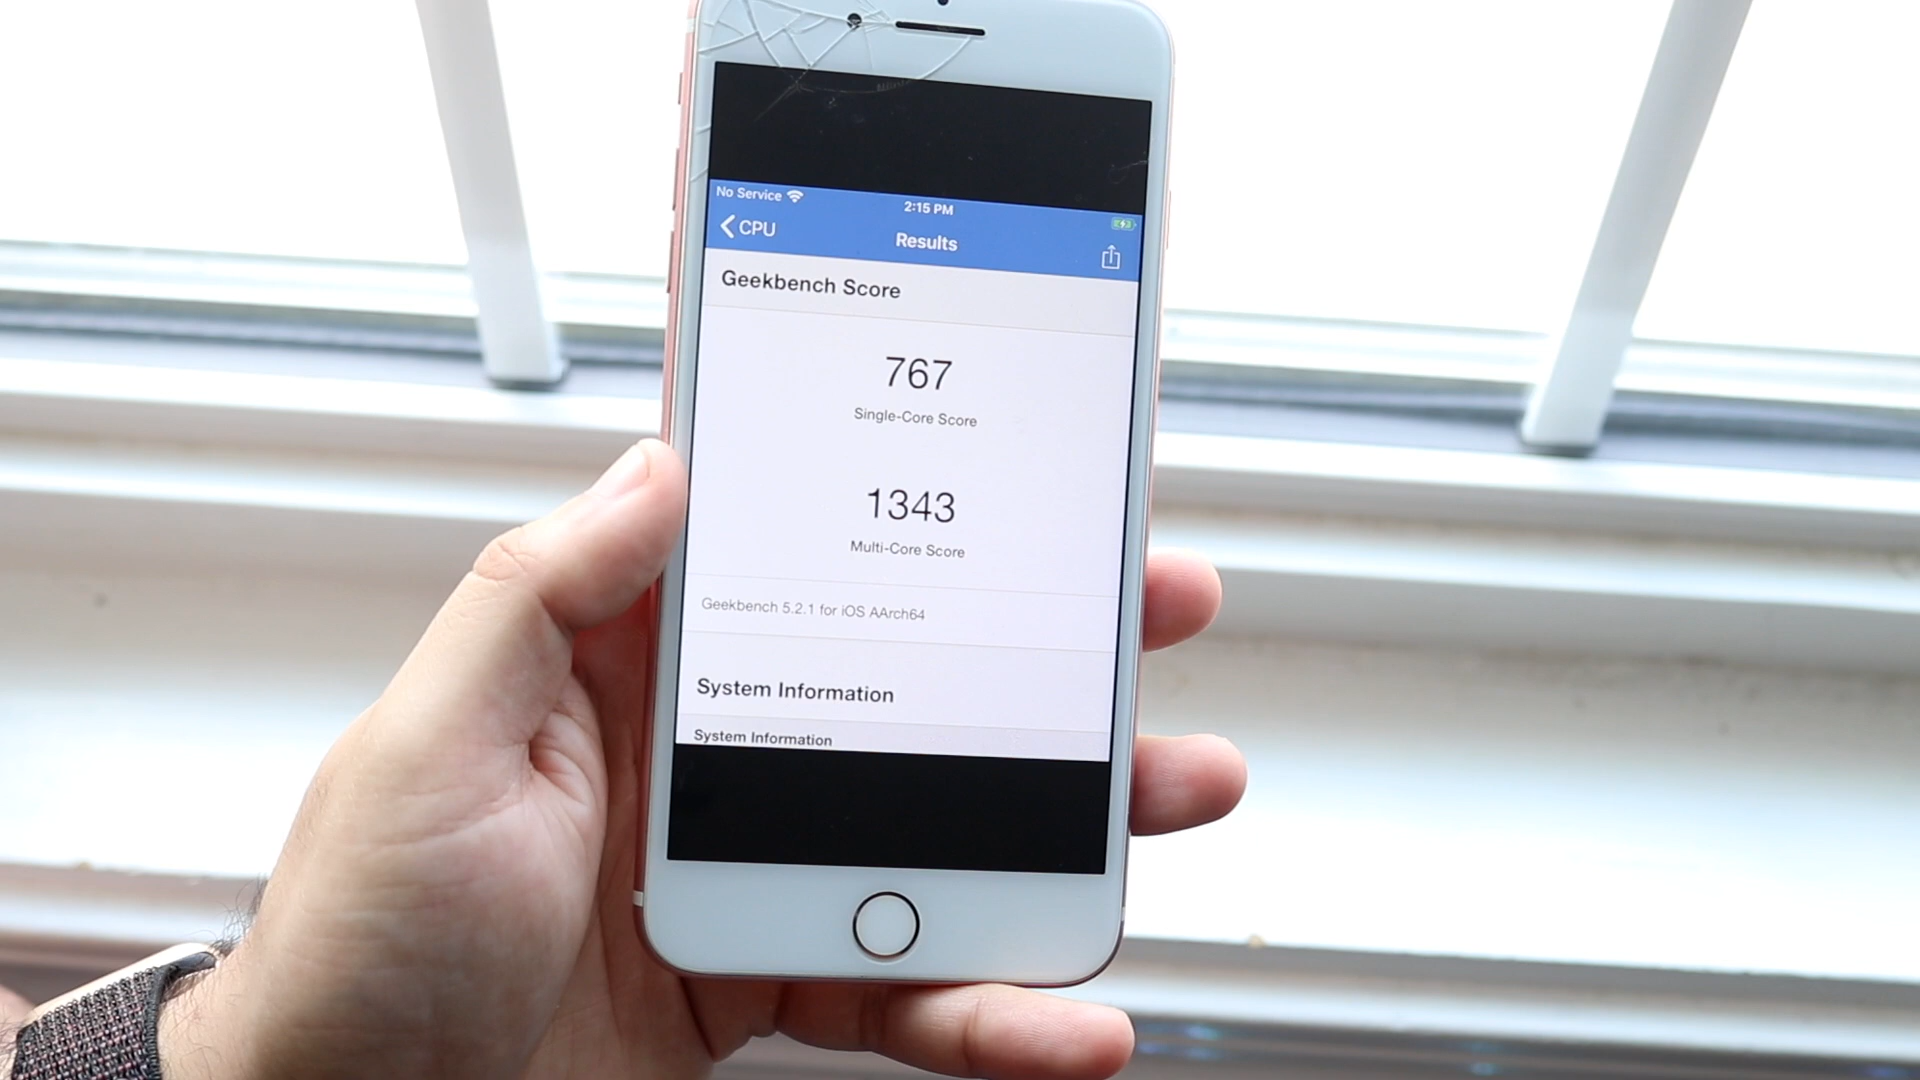 No Service
2:15 PM
CPU
Results
Geekbench Score
767
Single-Core Score
1343
Multi-Core Score
Geekbench 5.2.1 for iOS AArch64
System Information
System Information